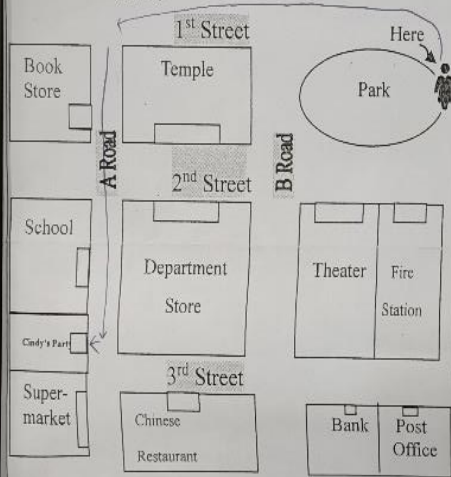 1st Street
Here
Book
Store
Temple
Park
A Road
B Road
2nd Street
School
Department
Store
Theater
Fire
Station
Cindy's Party
3rd Street
Super-
market
Chinese
Restaurant
Bank
Post
Office